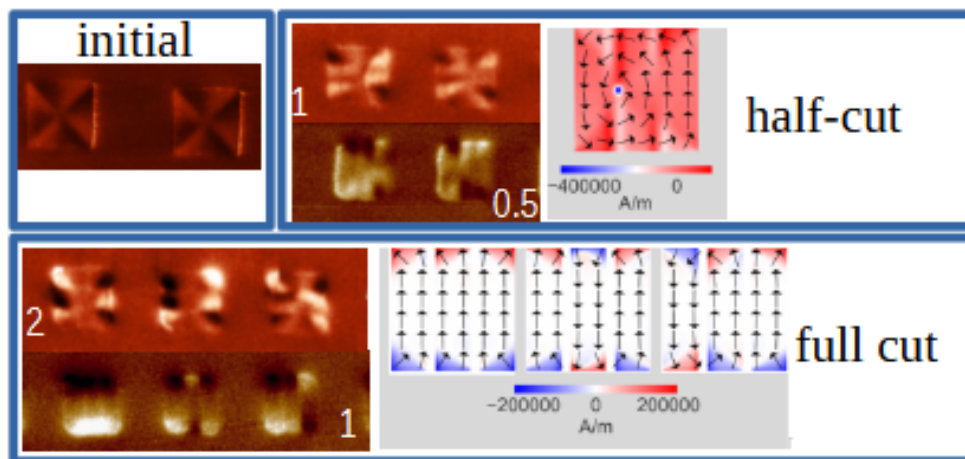 initial
1
0.5
−400000 0
A/m
half-cut
2
1
−200000 0 200000
A/m
full cut